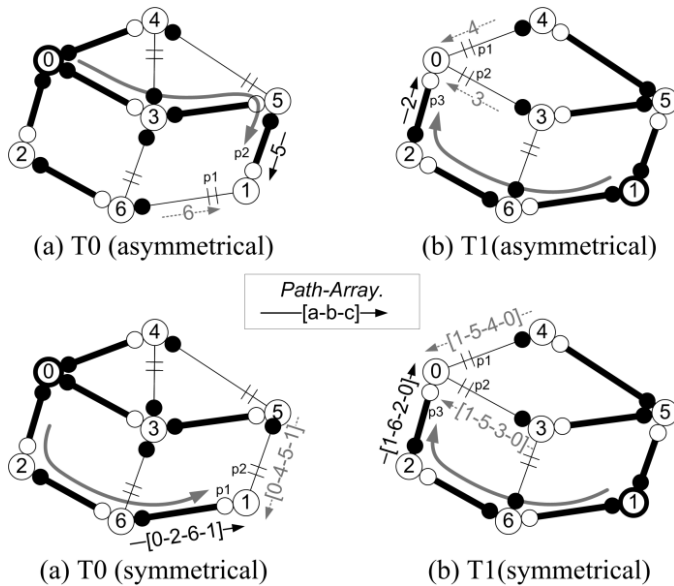 4
0
5
3
p2
5
2
p1
1
6
6
(a) T0 (asymmetrical)
4
4
p1
0
p2
3
5
2
p3
3
2
1
6
(b) T1(asymmetrical)
Path-Array.
[a-b-c]
4
0
5
3
p2
[0-4-5-1]
2
p1
1
6
[0-2-6-1]
(a) T0 (symmetrical)
[1-5-4-0]
4
p1
0
p2
5
[1-6-2-0]
p3
[1-5-3-0]
3
2
1
6
(b) T1(symmetrical)